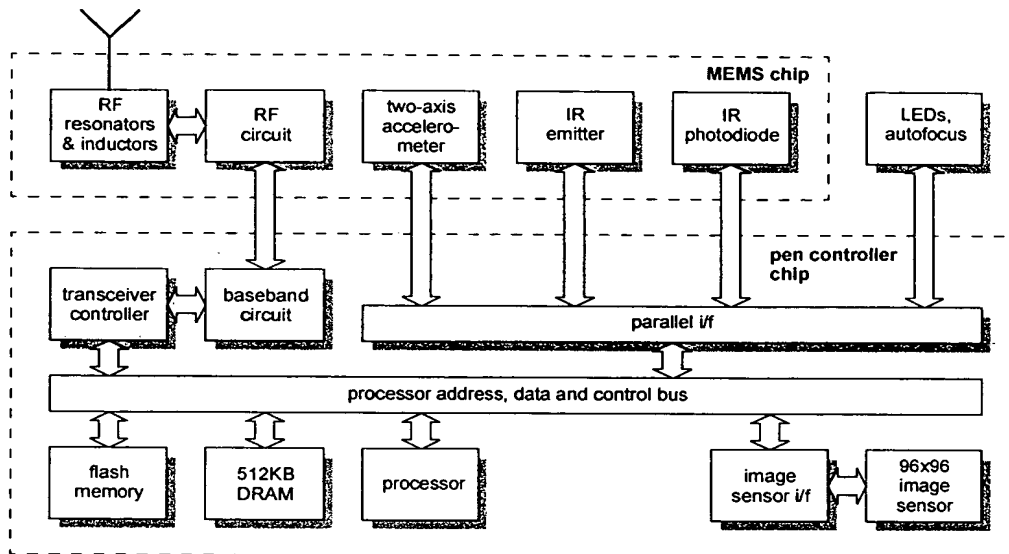 MEMS chip
RF
resonators
& inductors
RF
circuit
two-axis
accelero-
meter
IR
emitter
IR
photodiode
LEDs,
autofocus
pen controller
chip
transceiver
controller
baseband
circuit
parallel i/f
processor address, data and control bus
flash
memory
512KB
DRAM
processor
image
sensor i/f
96x96
image
sensor